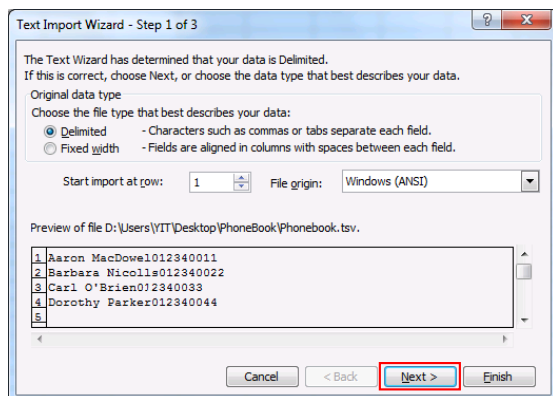 Text Import Wizard - Step 1 of 3
The Text Wizard has determined that your data is Delimited.
If this is correct, choose Next, or choose the data type that best describes your data.
Original data type
Choose the file type that best describes your data:
Delimited - Characters such as commas or tabs separate each field.
Fixed width - Fields are aligned in columns with spaces between each field.
Start import at row: 1 File origin: Windows (ANSI)
Preview of file D:\Users\YIT\Desktop\PhoneBook\Phonebook.tsv.
1 Aaron MacDowel012340011
2 Barbara Nicolls012340022
3 Carl O'Brien012340033
4 Dorothy Parker012340044
5
Cancel < Back Next > Finish